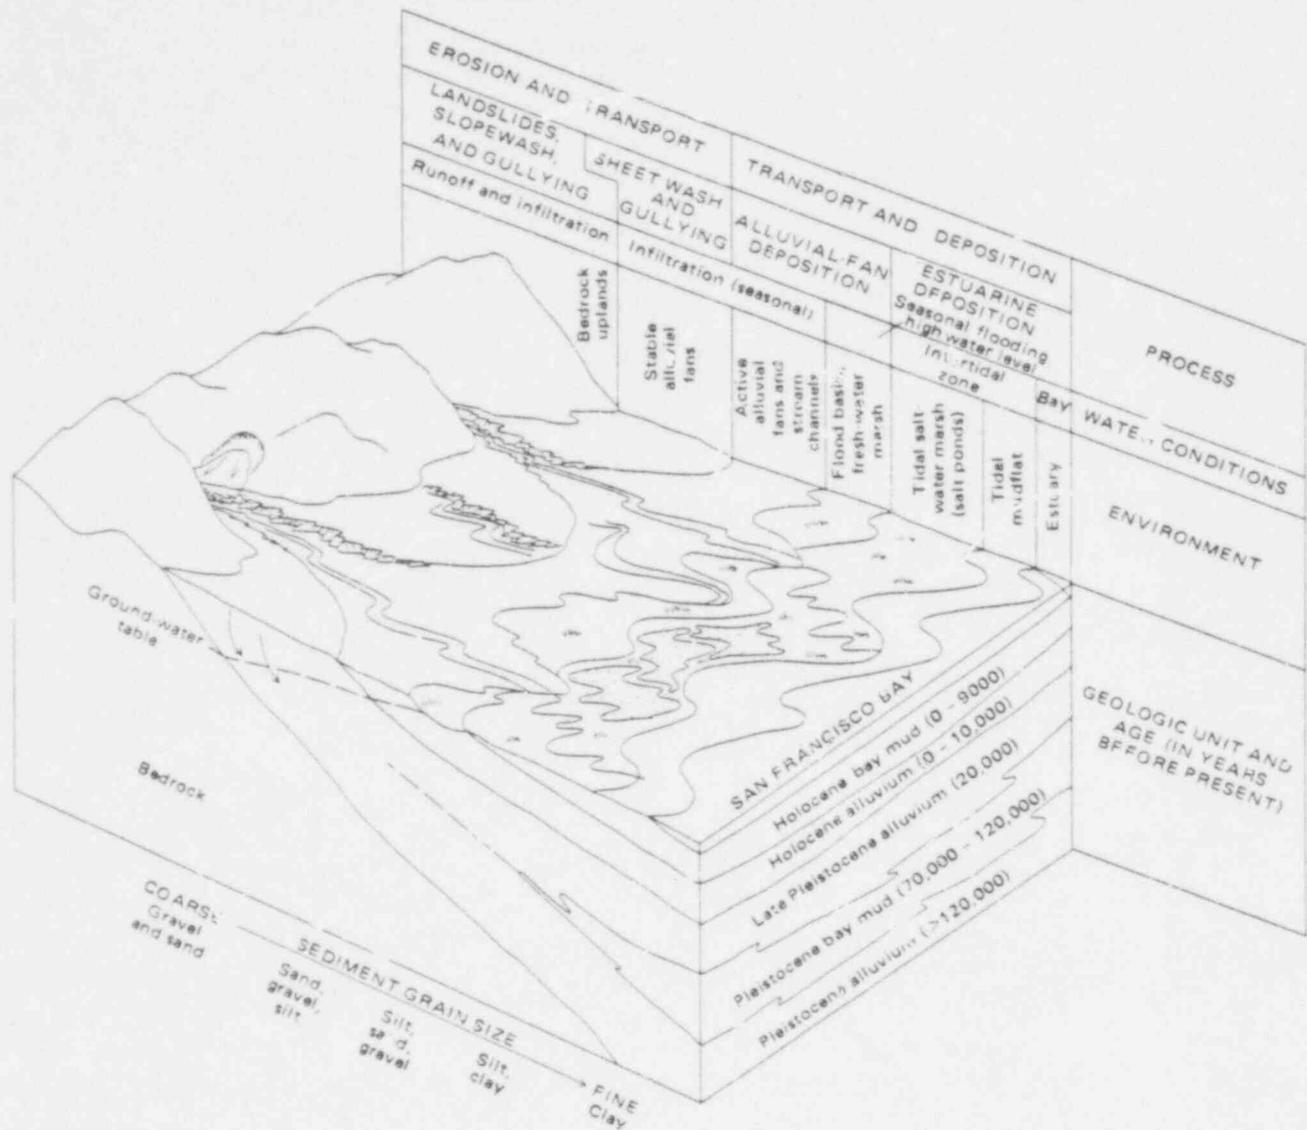 EROSION AND TRANSPORT
TRANSPORT AND DEPOSITION
PROCESS
LANDSLIDES,
SLOPEWASH,
AND GULLYING
SHEET WASH
AND
GULLYING
ALLUVIAL-FAN
DEPOSITION
ESTUARINE
DEPOSITION
Runoff and infiltration
Infiltration (seasonal)
Seasonal flooding
high water level
Intertidal
zone
Bay
WATER CONDITIONS
Bedrock
uplands
Stable
alluvial
fans
Active
alluvial
fans and
stream
channels
Flood basin,
fresh-water
marsh
Tidal salt-
water marsh
(salt ponds)
Tidal
mudflat
Estuary
ENVIRONMENT
Ground-water
table
Bedrock
SAN FRANCISCO BAY
Holocene bay mud (0 - 9000)
Holocene alluvium (0 - 10,000)
Late Pleistocene alluvium (20,000)
Pleistocene bay mud (70,000 - 120,000)
Pleistocene alluvium (>120,000)
GEOLOGIC UNIT AND
AGE (IN YEARS
BEFORE PRESENT)
COARSE
Gravel
and sand
SEDIMENT GRAIN SIZE
Sand,
gravel,
silt
Silt,
sand,
gravel
Silt,
clay
FINE
Clay